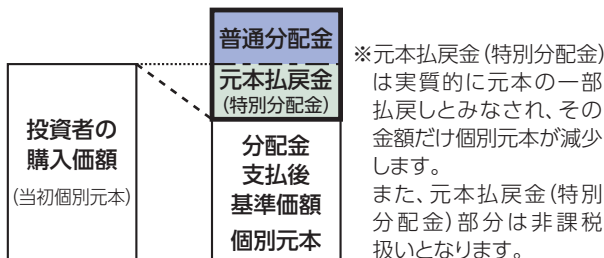 普通分配金
元本払戻金
(特別分配金)
投資者の
購入価額
(当初個別元本)
分配金
支払後
基準価額
個別元本
※元本払戻金(特別分配金)
は実質的に元本の一部
払戻しとみなされ、その
金額だけ個別元本が減少
します。
また、元本払戻金(特別
分配金)部分は非課税
扱いとなります。